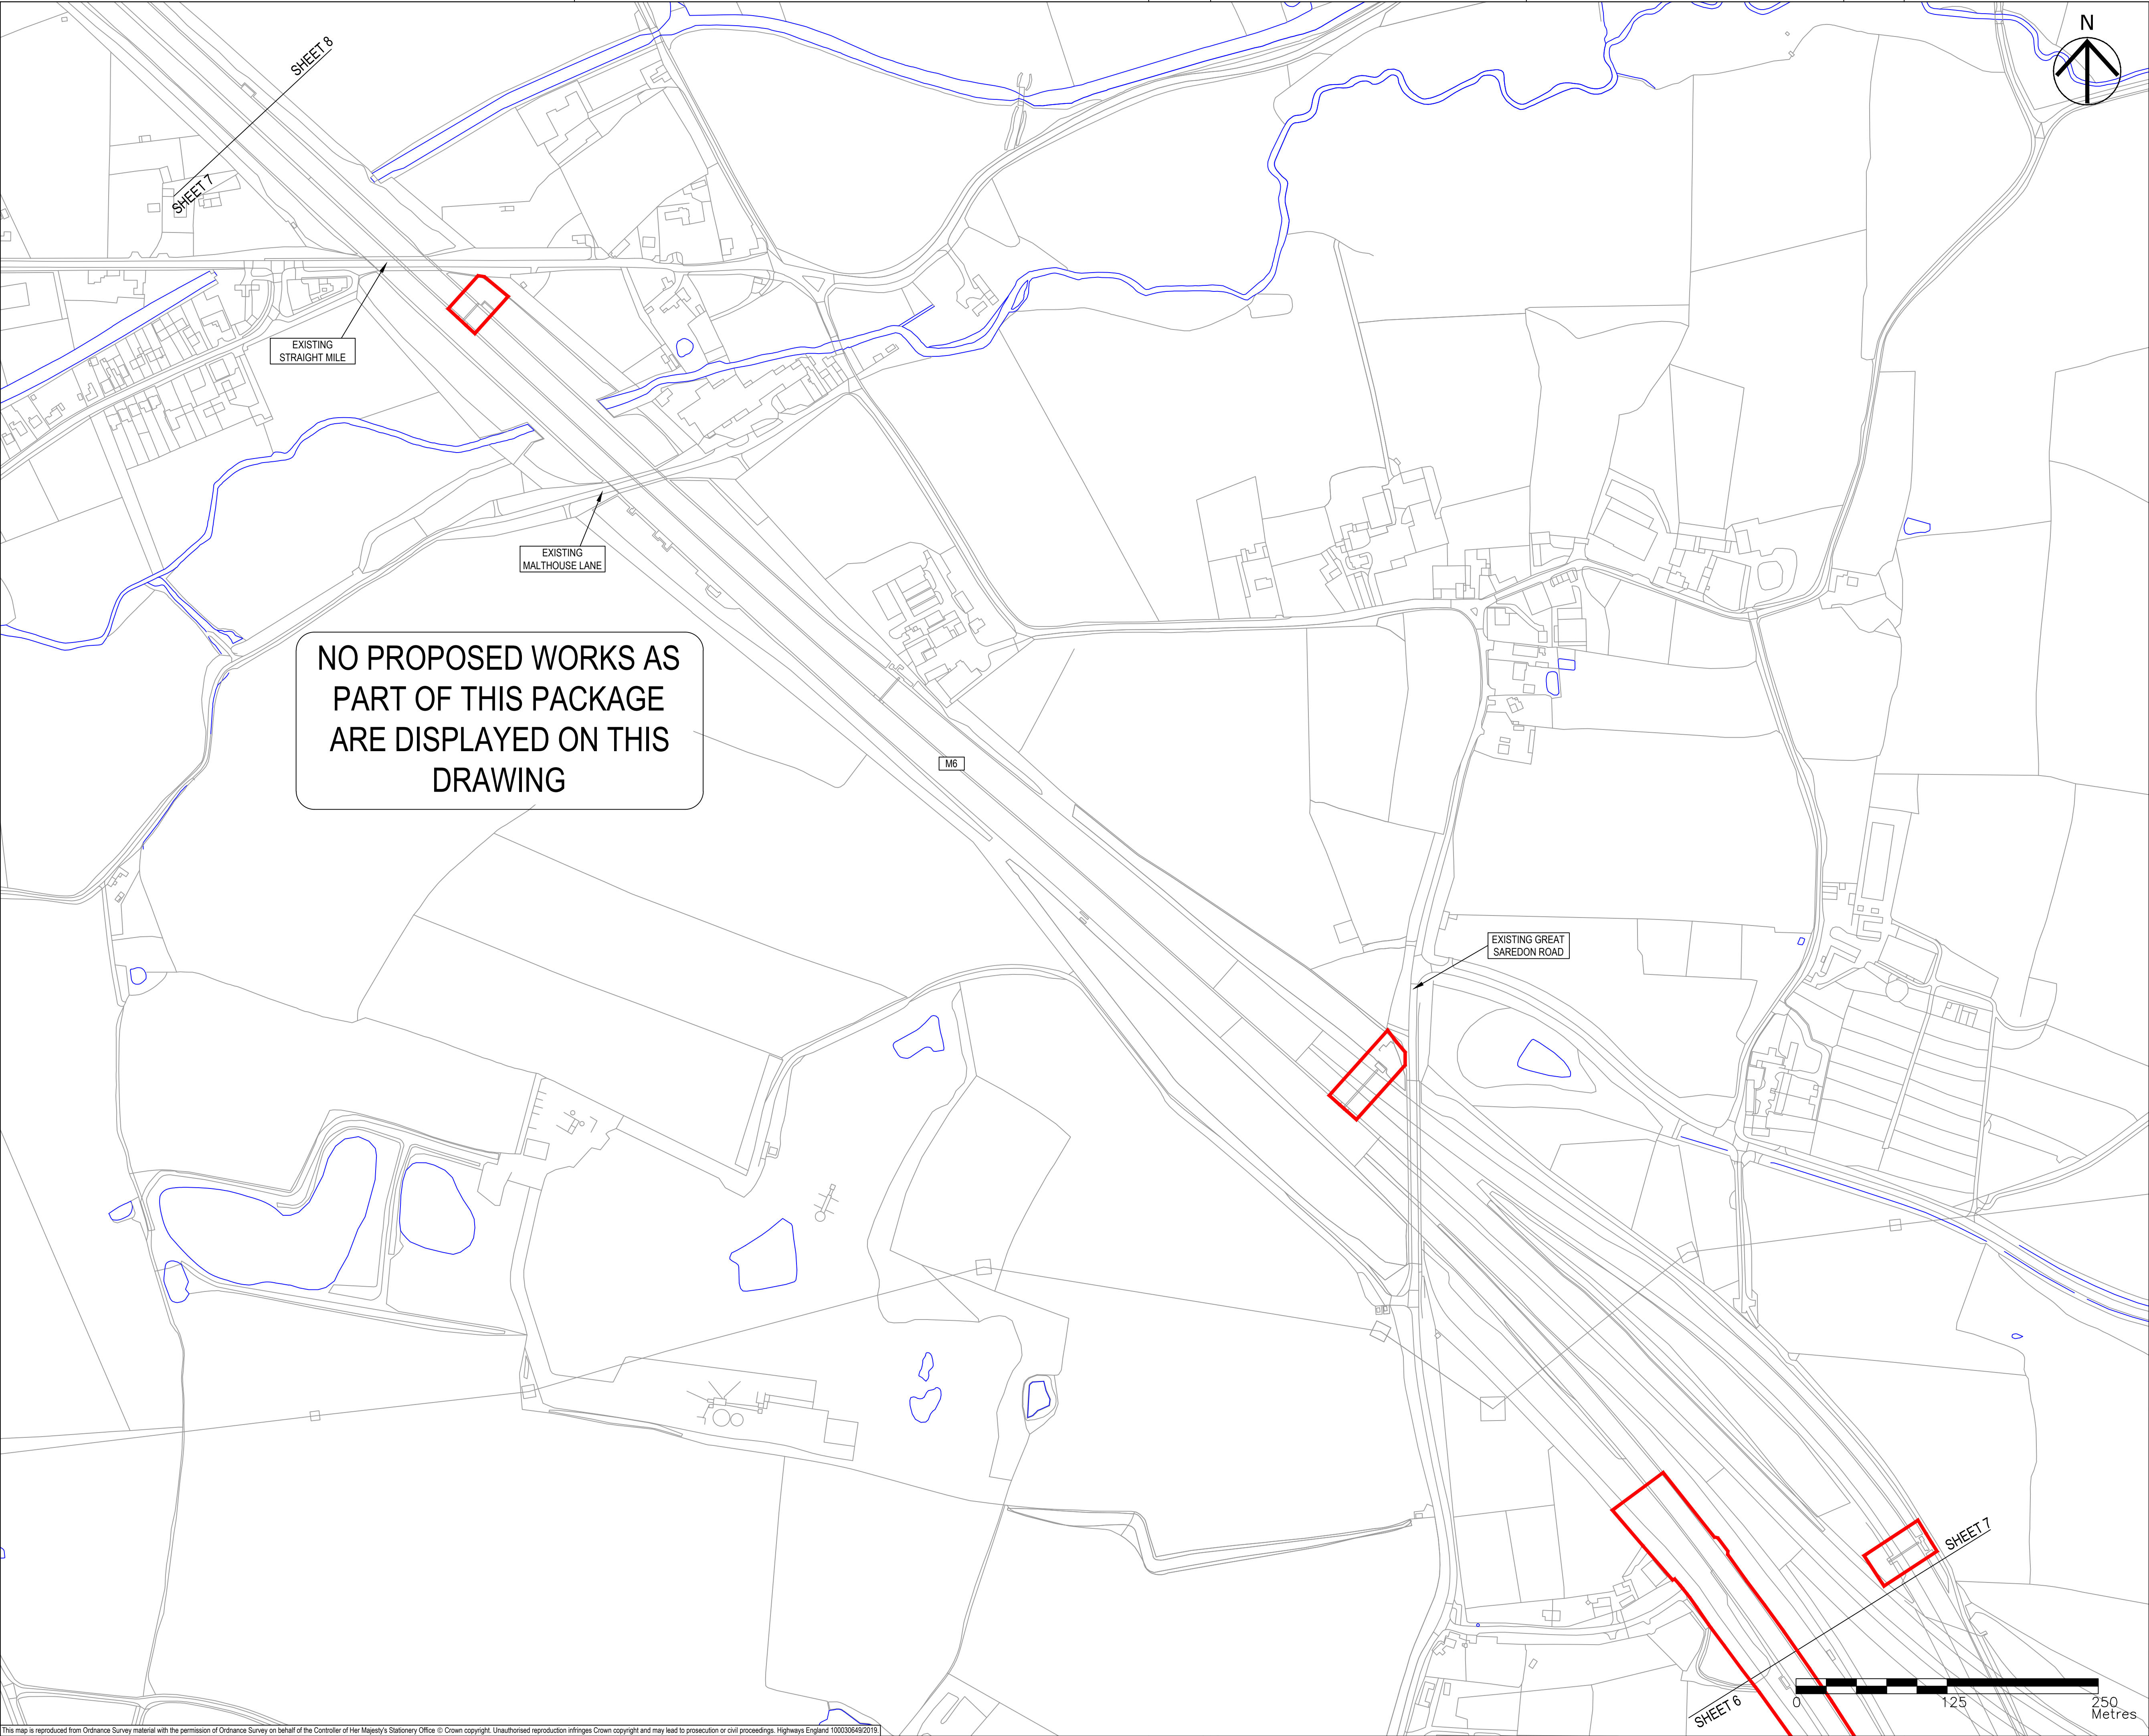 N
SHEET 8
SHEET 7
EXISTING
STRAIGHT MILE
EXISTING
MALTHOUSE LANE
NO PROPOSED WORKS AS
PART OF THIS PACKAGE
ARE DISPLAYED ON THIS
DRAWING
M6
EXISTING GREAT
SAREDON ROAD
SHEET 7
SHEET 6
0 125 250
Metres
This map is reproduced from Ordnance Survey material with the permission of Ordnance Survey on behalf of the Controller of Her Majesty's Stationery Office © Crown copyright. Unauthorised reproduction infringes Crown copyright and may lead to prosecution or civil proceedings. Highways England 100030649/2019.